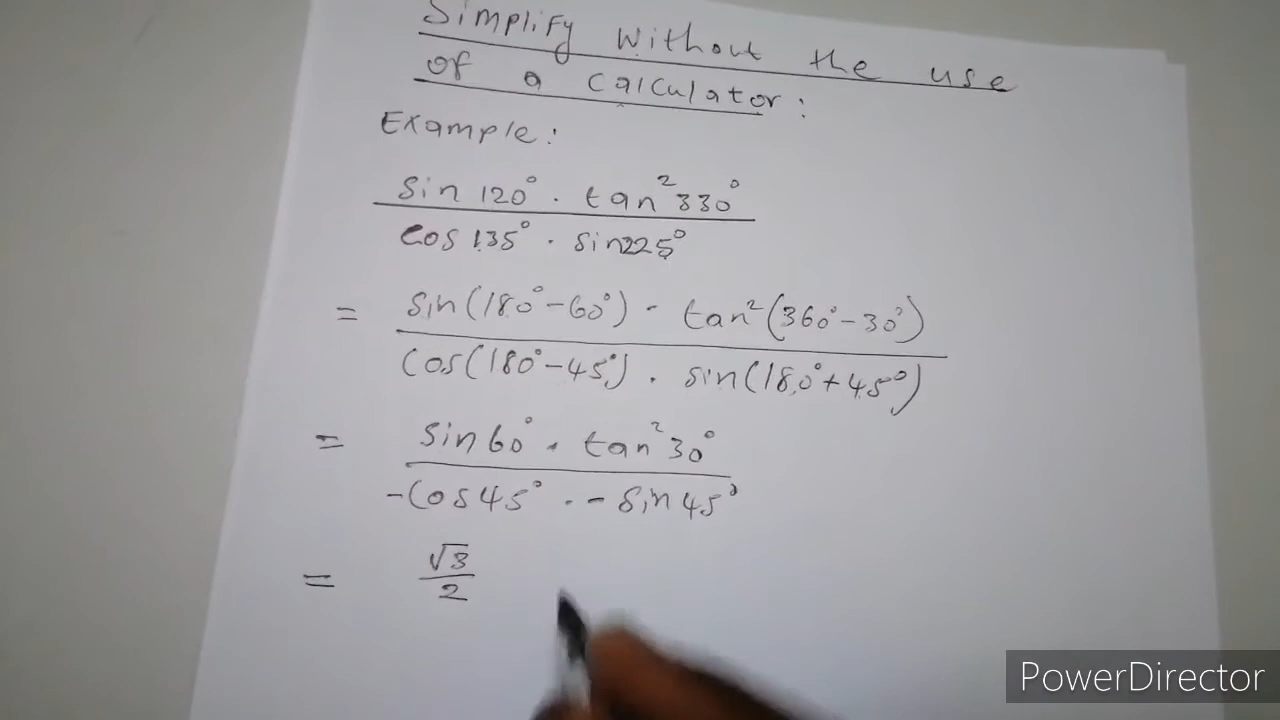 Simplify without the use
of a calculator:
Example:
sin 120° · tan² 330°
cos 135° · sin 225°
= sin(180° - 60°) · tan²(360° - 30°)
cos(180° - 45°) · sin(180° + 45°)
= sin 60° · tan² 30°
-cos 45° · - sin 45°
= √3
2
PowerDirector